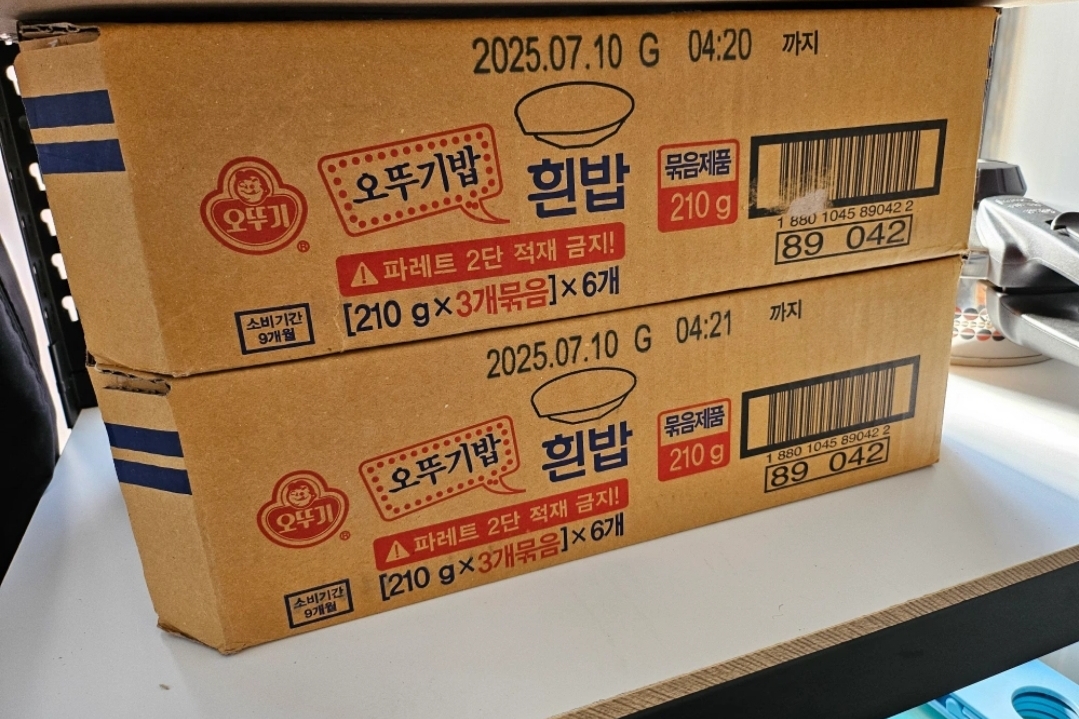 2025.07.10 G 04:20 까지
오뚜기
오뚜기밥
흰밥
묶음제품
210 g
1 880 1045 89042 2
89 042
파레트 2단 적재 금지!
[210 g×3개묶음]×6개
소비기간
9개월
2025.07.10 G 04:21 까지
오뚜기
오뚜기밥
흰밥
묶음제품
210 g
1 880 1045 89042 2
89 042
파레트 2단 적재 금지!
[210 g×3개묶음]×6개
소비기간
9개월